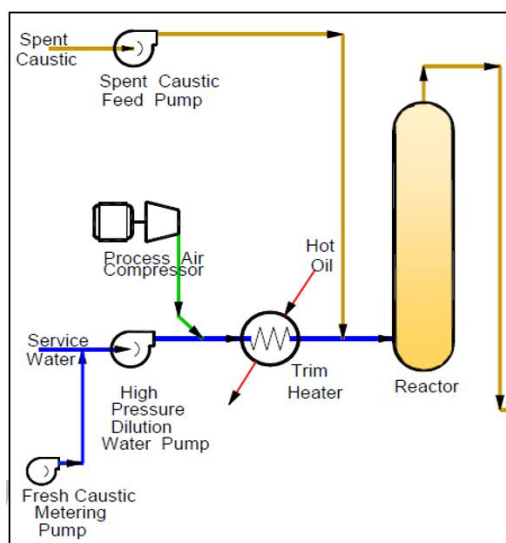 Spent
Caustic
Spent Caustic
Feed Pump
Process Air
Compressor
Hot
Oil
Service
Water
High
Pressure
Dilution
Water Pump
Trim
Heater
Reactor
Fresh Caustic
Metering
Pump